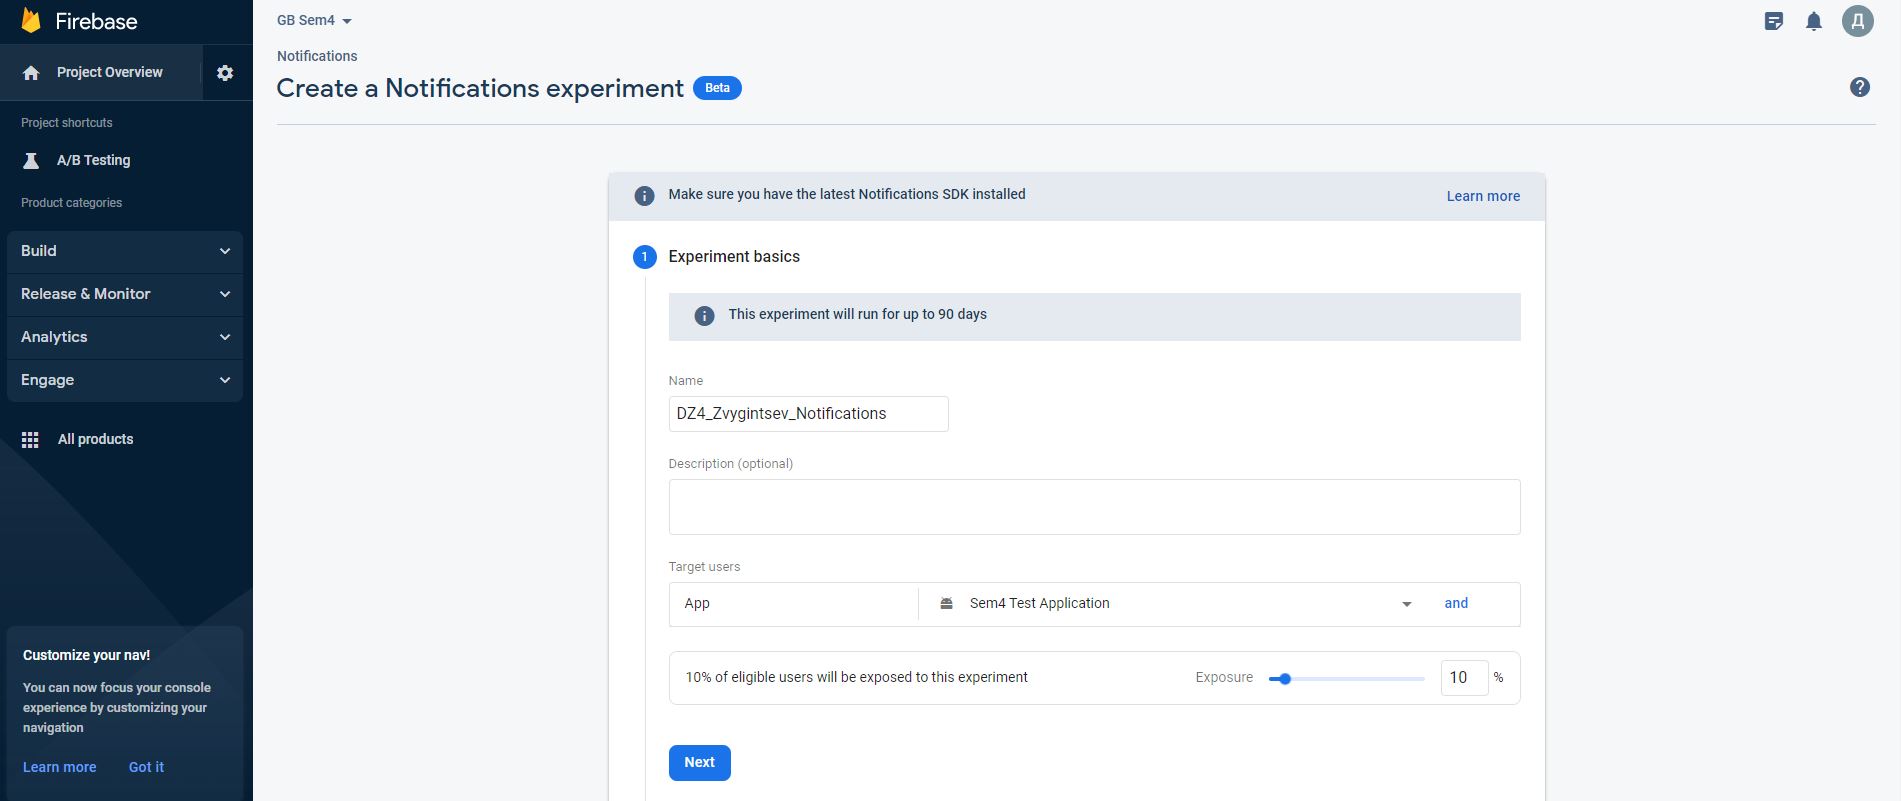 Firebase
Project Overview
Project shortcuts
A/B Testing
Product categories
Build
Release & Monitor
Analytics
Engage
All products
Customize your nav!
You can now focus your console
experience by customizing your
navigation
Learn more Got it
GB Sem4
Д
Notifications
Create a Notifications experiment Beta
?
Make sure you have the latest Notifications SDK installed Learn more
1 Experiment basics
This experiment will run for up to 90 days
Name
DZ4_Zvygintsev_Notifications
Description (optional)
Target users
App Sem4 Test Application and
10% of eligible users will be exposed to this experiment Exposure 10 %
Next